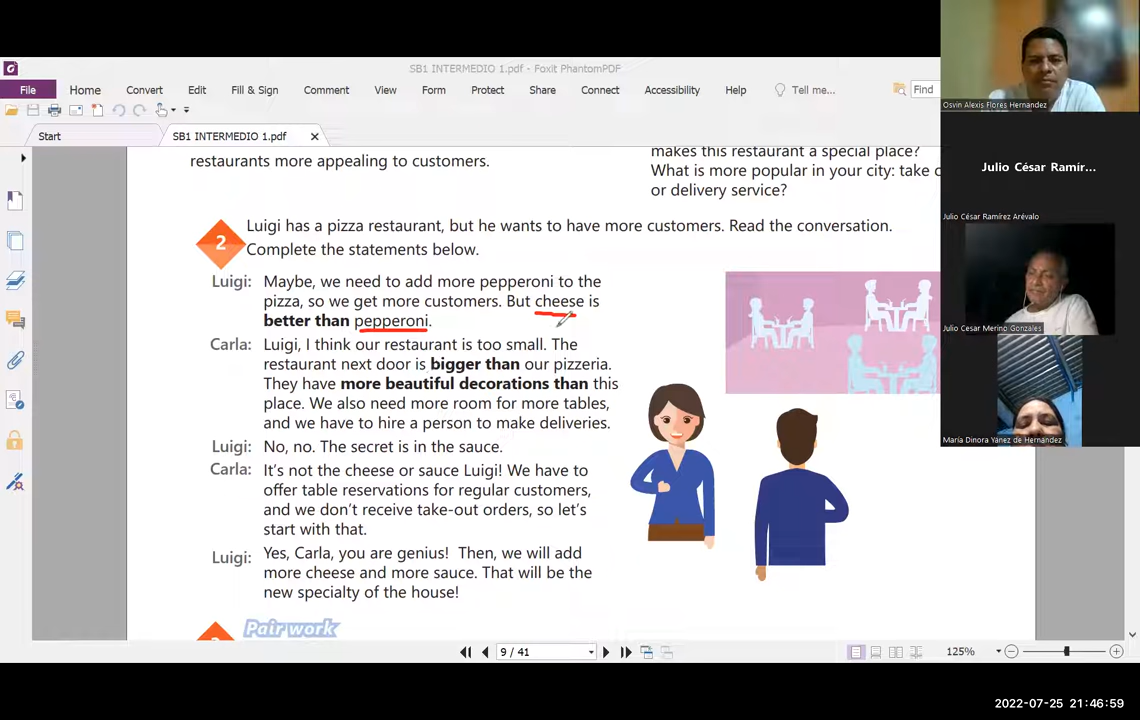 SB1 INTERMEDIO 1.pdf - Foxit PhantomPDF
File Home Convert Edit Fill & Sign Comment View Form Protect Share Connect Accessibility Help Tell me... Find
Start SB1 INTERMEDIO 1.pdf
restaurants more appealing to customers.
makes this restaurant a special place?
What is more popular in your city: take
or delivery service?
2
Luigi has a pizza restaurant, but he wants to have more customers. Read the conversation.
Complete the statements below.
Luigi: Maybe, we need to add more pepperoni to the
pizza, so we get more customers. But cheese is
better than pepperoni.
Carla: Luigi, I think our restaurant is too small. The
restaurant next door is bigger than our pizzeria.
They have more beautiful decorations than this
place. We also need more room for more tables,
and we have to hire a person to make deliveries.
Luigi: No, no. The secret is in the sauce.
Carla: It's not the cheese or sauce Luigi! We have to
offer table reservations for regular customers,
and we don't receive take-out orders, so let's
start with that.
Luigi: Yes, Carla, you are genius! Then, we will add
more cheese and more sauce. That will be the
new specialty of the house!
Pair work
9 / 41
125%
Osvin Alexis Flores Hernandez
Julio César Ramír...
Julio César Ramírez Arévalo
Julio Cesar Merino Gonzales
María Dinora Yánez de Hernández
2022-07-25 21:46:59